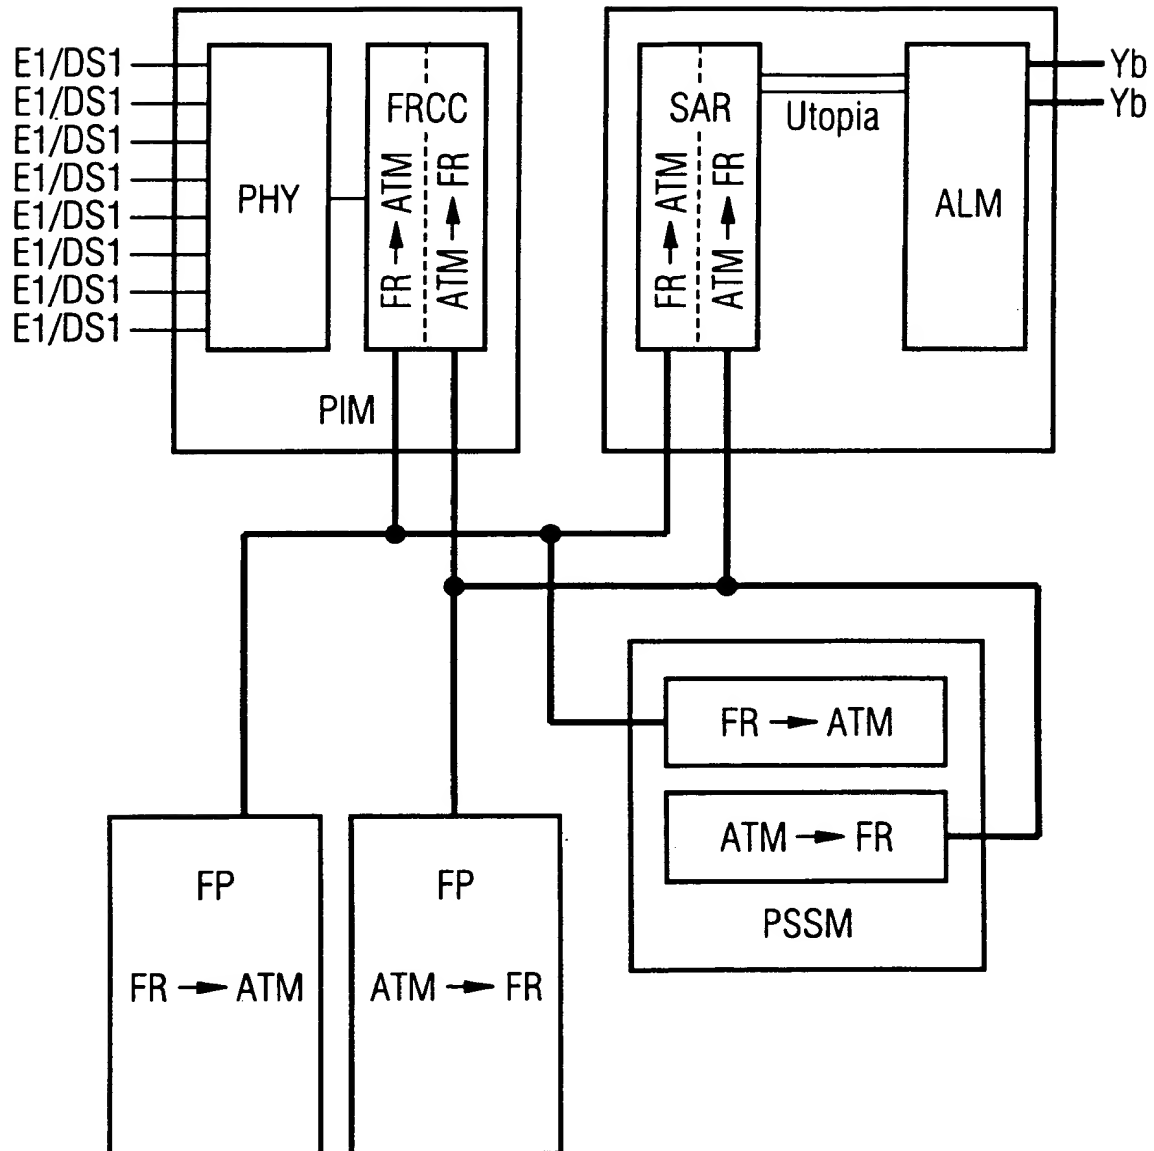 E1/DS1
E1/DS1
E1/DS1
E1/DS1
E1/DS1
E1/DS1
E1/DS1
E1/DS1
PHY
FRCC
FR → ATM
ATM → FR
PIM
SAR
FR → ATM
ATM → FR
Utopia
ALM
Yb
Yb
FR → ATM
ATM → FR
PSSM
FP
FR → ATM
FP
ATM → FR